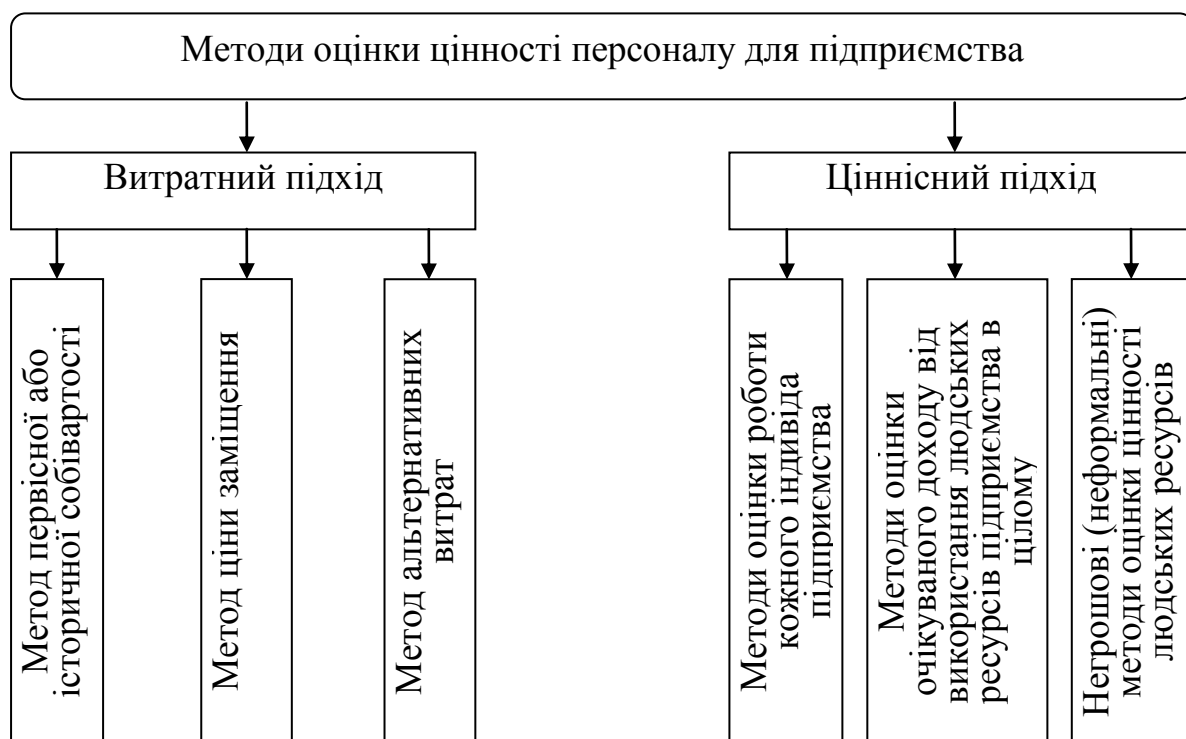 Методи оцінки цінності персоналу для підприємства
Витратний підхід
Ціннісний підхід
Метод первісної або
історичної собівартості
Метод ціни заміщення
Метод альтернативних
витрат
Методи оцінки роботи
кожного індивіда
підприємства
Методи оцінки
очікуваного доходу від
використання людських
ресурсів підприємства в
цілому
Негрошові (неформальні)
методи оцінки цінності
людських ресурсів